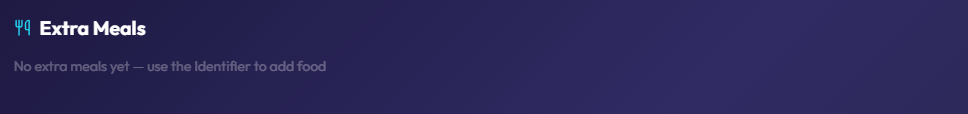 Extra Meals
No extra meals yet — use the Identifier to add food